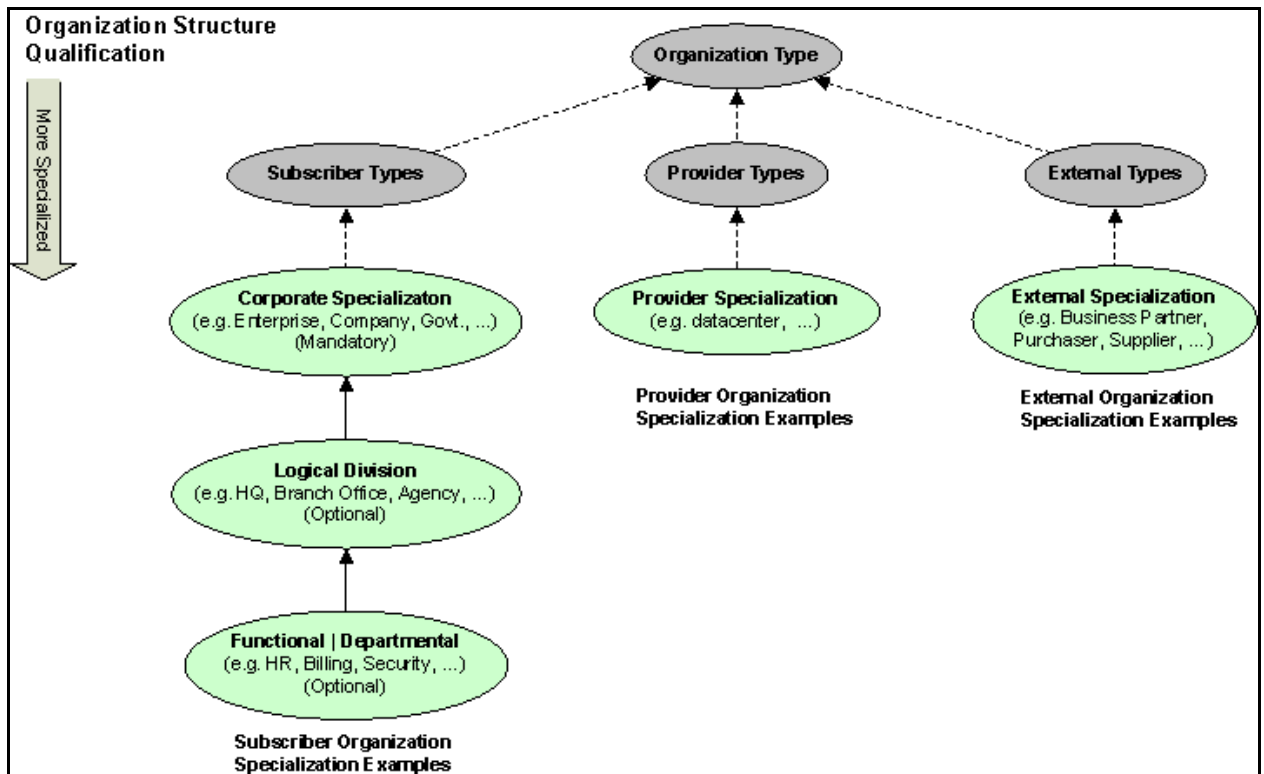 Organization Structure
Qualification
More Specialized
Organization Type
Subscriber Types
Provider Types
External Types
Corporate Specializaton
(e.g. Enterprise, Company, Govt., ...)
(Mandatory)
Provider Specialization
(e.g. datacenter, ...)
External Specialization
(e.g. Business Partner,
Purchaser, Supplier, ...)
Provider Organization
Specialization Examples
External Organization
Specialization Examples
Logical Division
(e.g. HQ, Branch Office, Agency, ...)
(Optional)
Functional | Departmental
(e.g. HR, Billing, Security, ...)
(Optional)
Subscriber Organization
Specialization Examples